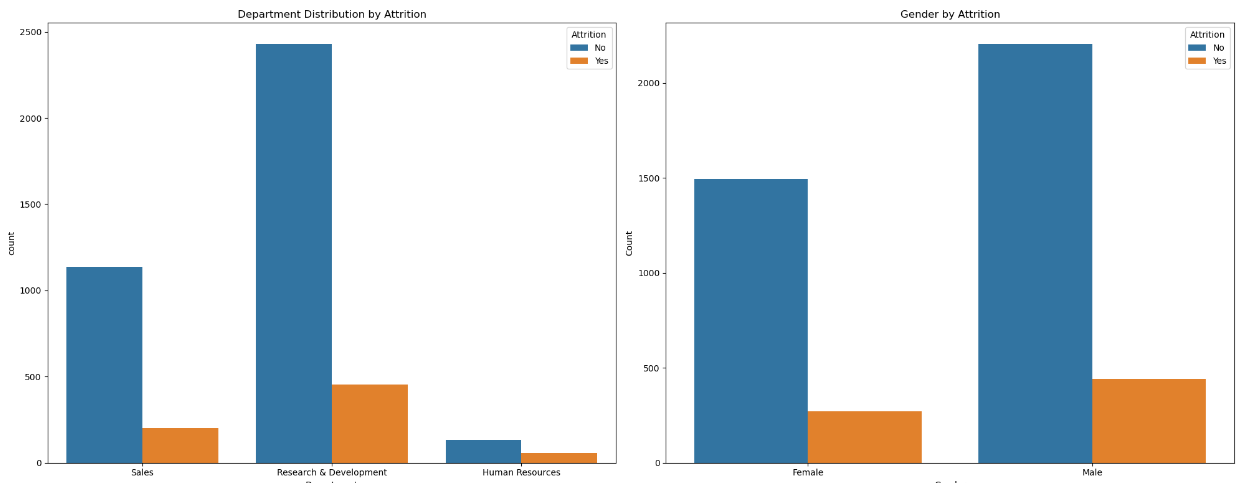 Department Distribution by Attrition
2500
2000
1500
1000
500
0
count
Attrition
No
Yes
Sales
Research & Development
Human Resources
Gender by Attrition
2000
1500
1000
500
0
Count
Attrition
No
Yes
Female
Male